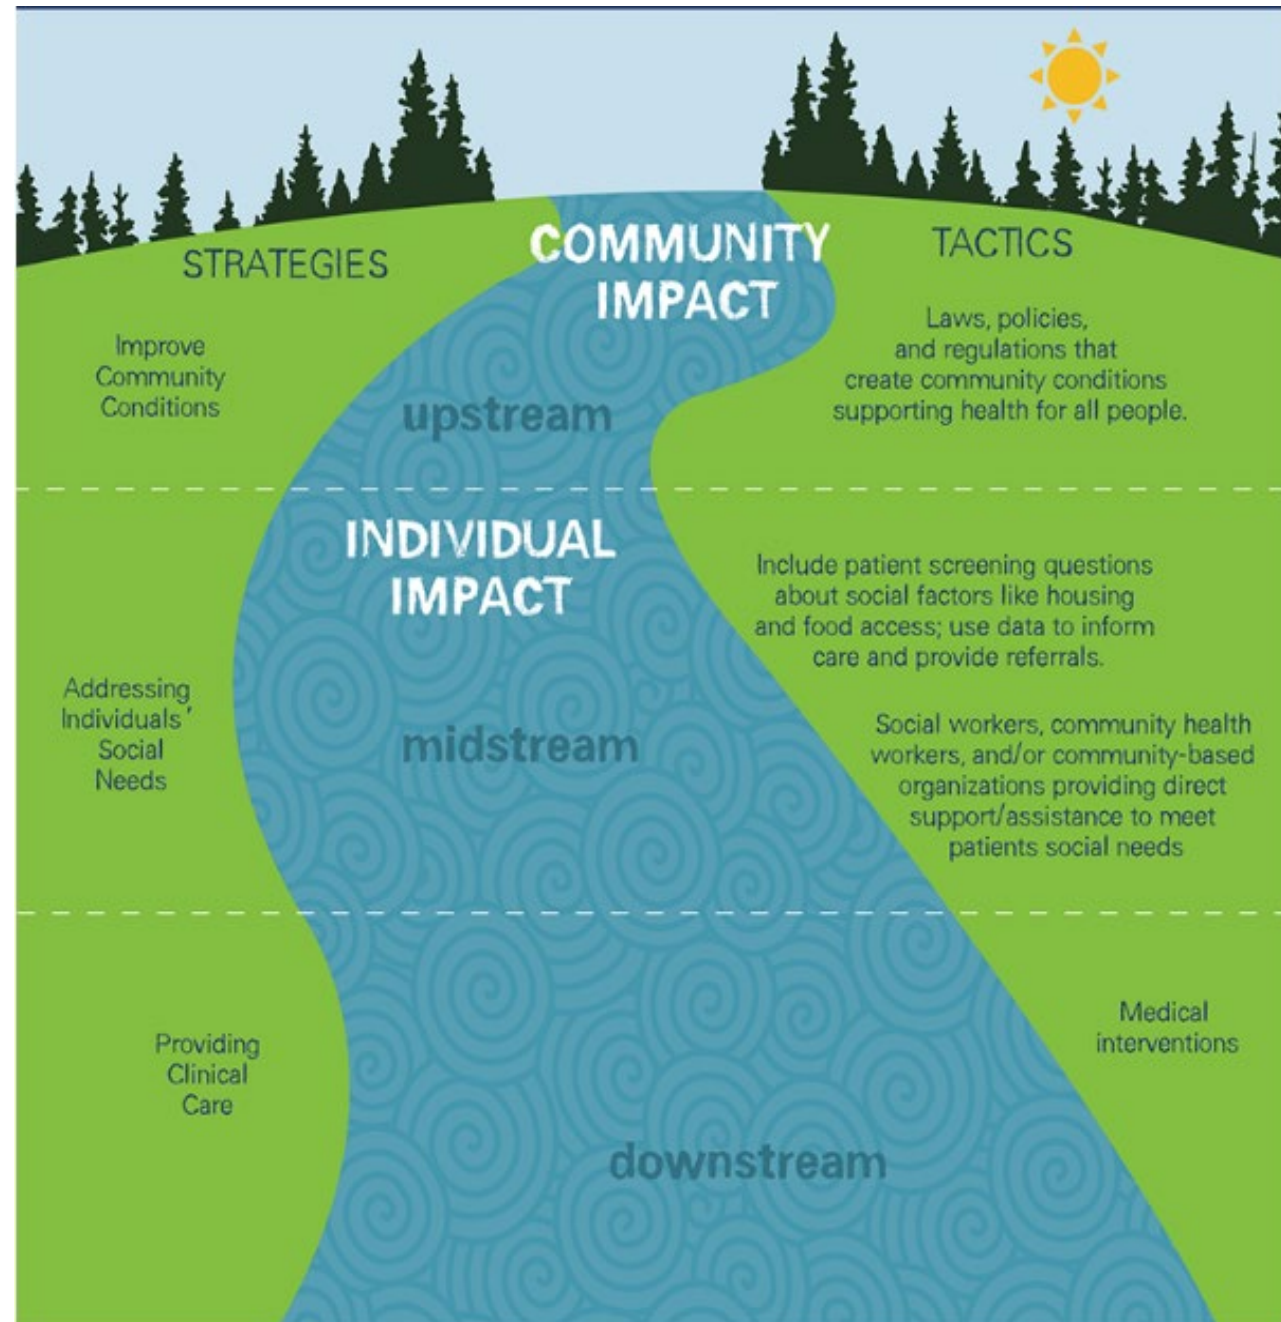 STRATEGIES
COMMUNITY
IMPACT
TACTICS
Improve
Community
Conditions
upstream
Laws, policies,
and regulations that
create community conditions
supporting health for all people.
INDIVIDUAL
IMPACT
Addressing
Individuals'
Social
Needs
midstream
Include patient screening questions
about social factors like housing
and food access; use data to inform
care and provide referrals.
Social workers, community health
workers, and/or community-based
organizations providing direct
support/assistance to meet
patients social needs
Providing
Clinical
Care
downstream
Medical
interventions